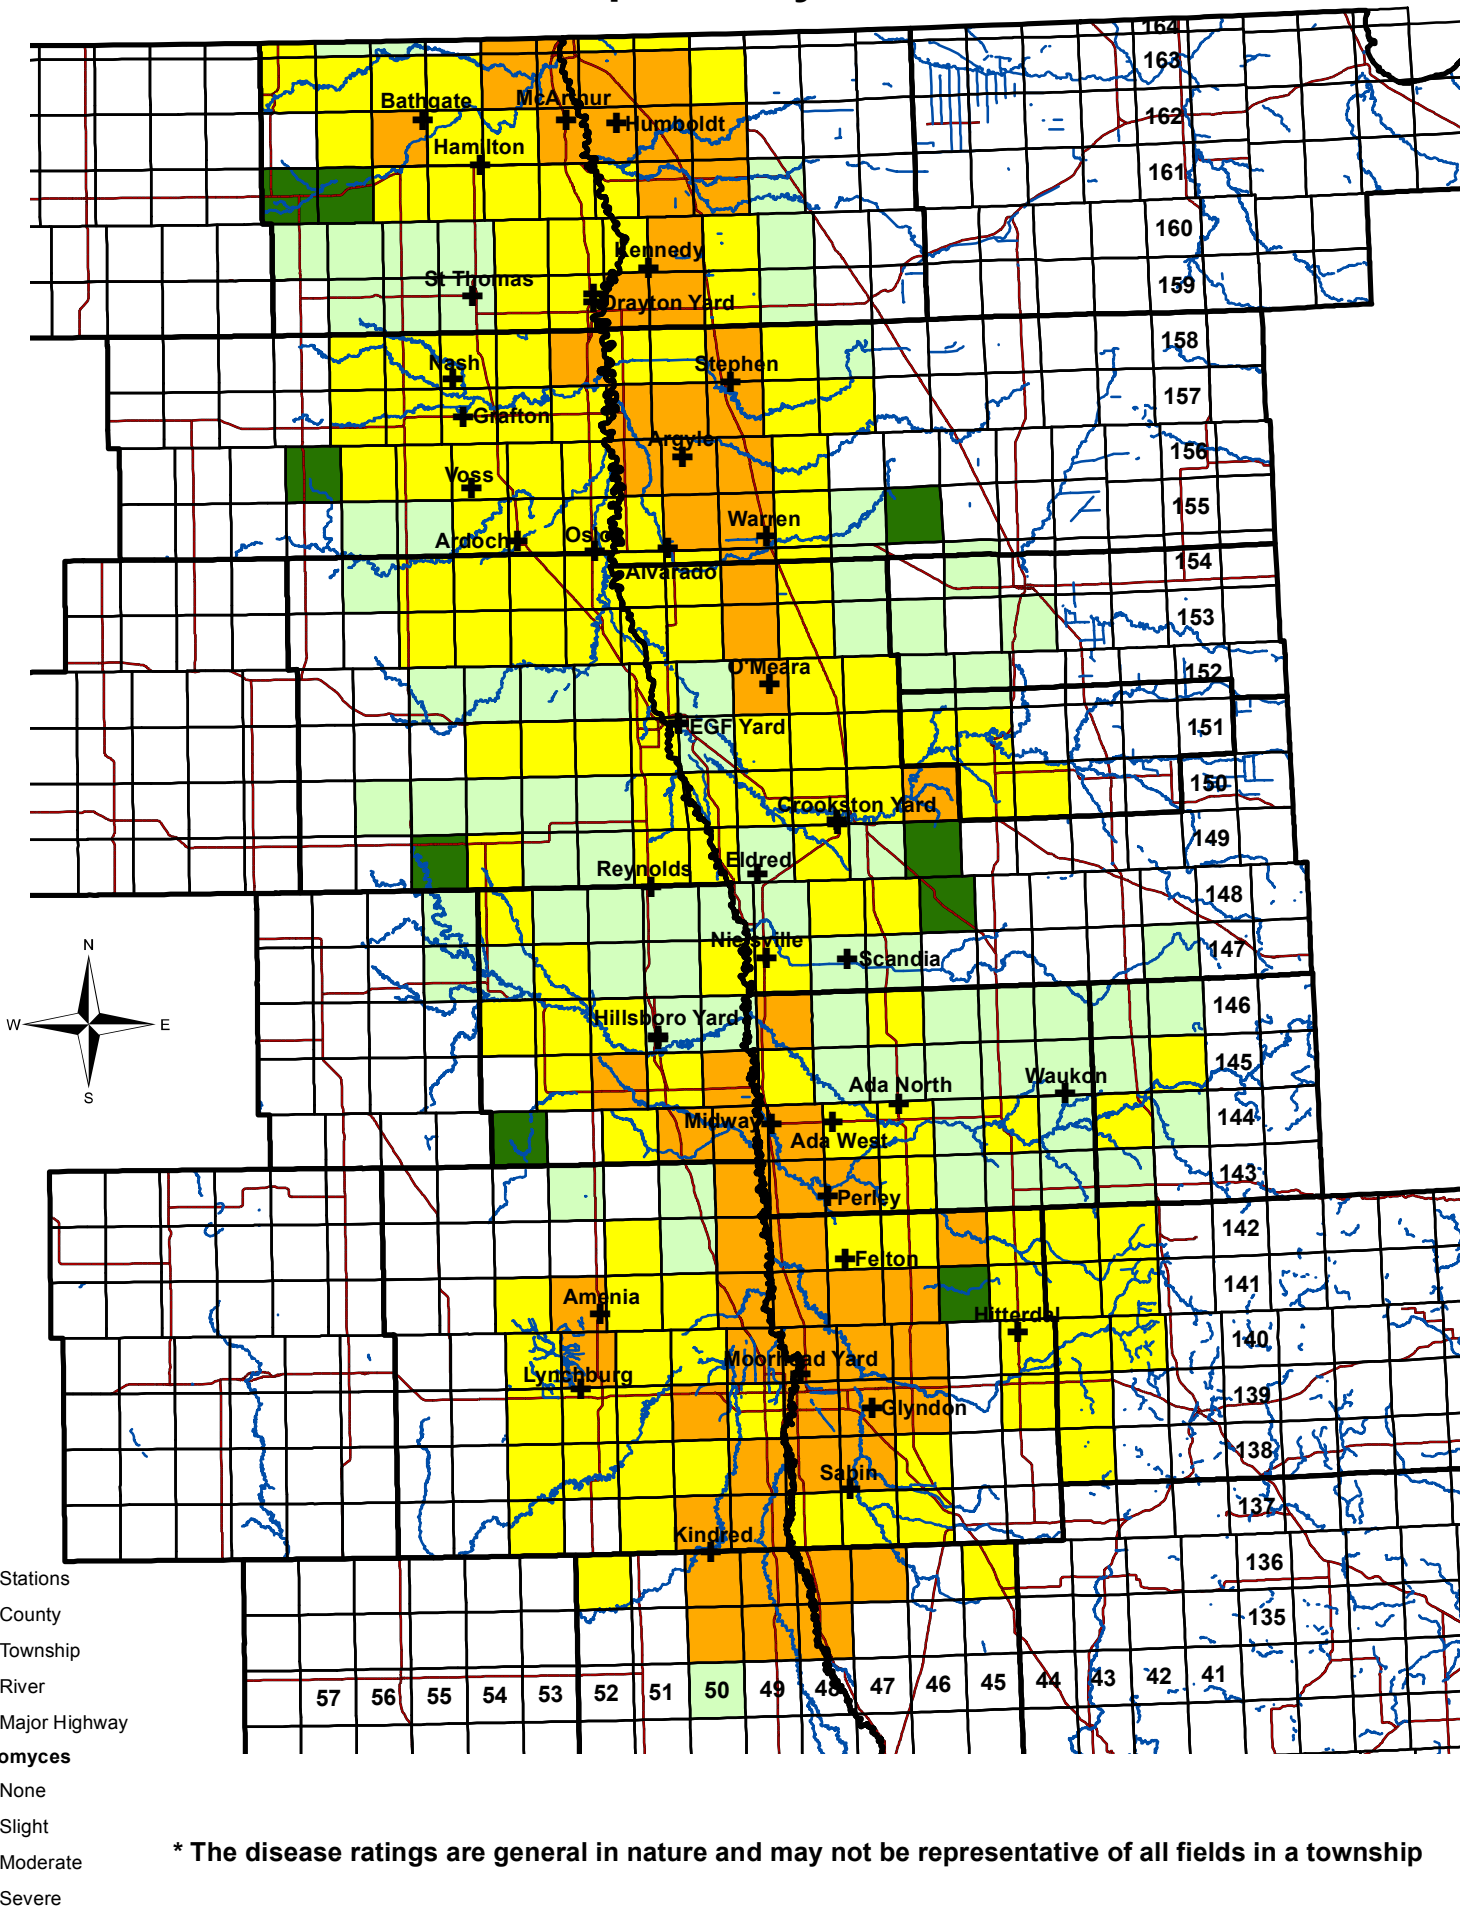 164
163
Bathgate
McArthur
Humboldt
162
Hamilton
161
160
Kennedy
St Thomas
159
Drayton Yard
158
Nash
Stephen
157
Grafton
Argyle
156
Voss
155
Warren
Ardoch
Oslo
154
Alvarado
153
O'Meara
152
EGF Yard
151
150
Crookston Yard
149
Reynolds
Eldred
148
Nielsville
147
Scandia
N
W
E
S
146
Hillsboro Yard
145
Ada North
Waukon
144
Midway
Ada West
143
Perley
142
Felton
141
Amenia
Hitterdal
140
Moorhead Yard
Lynchburg
139
Glyndon
138
Sabin
137
Kindred
136
135
57 56 55 54 53 52 51 50 49 48 47 46 45 44 43 42 41
Stations
County
Township
River
Major Highway
omyces
None
Slight
Moderate
Severe
* The disease ratings are general in nature and may not be representative of all fields in a township